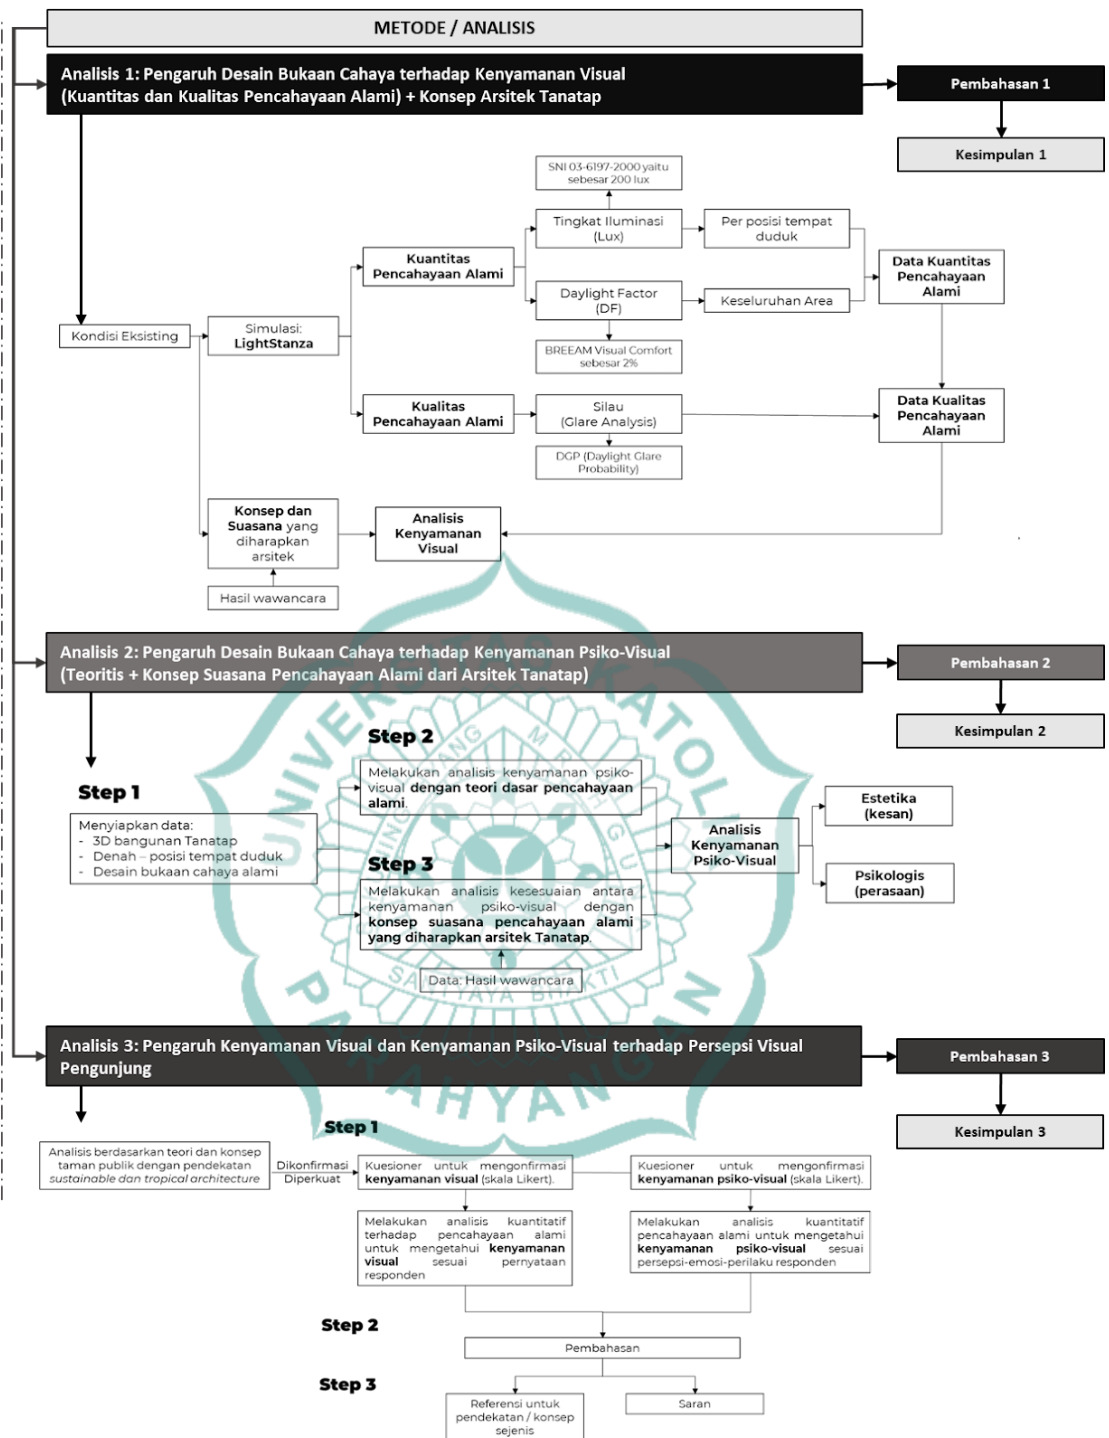 METODE / ANALISIS
Analisis 1: Pengaruh Desain Bukaan Cahaya terhadap Kenyamanan Visual
(Kuantitas dan Kualitas Pencahayaan Alami) + Konsep Arsitek Tanatap
Pembahasan 1
Kesimpulan 1
SNI 03-6197-2000 yaitu
sebesar 200 lux
Tingkat Iluminasi
(Lux)
Per posisi tempat
duduk
Kuantitas
Pencahayaan Alami
Data Kuantitas
Pencahayaan
Alami
Daylight Factor
(DF)
Keseluruhan Area
Kondisi Eksisting
Simulasi:
LightStanza
BREEAM Visual Comfort
sebesar 2%
Kualitas
Pencahayaan Alami
Silau
(Glare Analysis)
Data Kualitas
Pencahayaan
Alami
DGP (Daylight Glare
Probability)
Konsep dan
Suasana yang
diharapkan
arsitek
Analisis
Kenyamanan
Visual
Hasil wawancara
Analisis 2: Pengaruh Desain Bukaan Cahaya terhadap Kenyamanan Psiko-Visual
(Teoritis + Konsep Suasana Pencahayaan Alami dari Arsitek Tanatap)
Pembahasan 2
Kesimpulan 2
Step 1
Menyiapkan data:
- 3D bangunan Tanatap
- Denah – posisi tempat duduk
- Desain bukaan cahaya alami
Step 2
Melakukan analisis kenyamanan psiko-
visual dengan teori dasar pencahayaan
alami.
Step 3
Melakukan analisis kesesuaian antara
kenyamanan psiko-visual dengan
konsep suasana pencahayaan alami
yang diharapkan arsitek Tanatap.
Data: Hasil wawancara
Analisis
Kenyamanan
Psiko-Visual
Estetika
(kesan)
Psikologis
(perasaan)
UNIVERSITAS KATOLIK
PARAHYANGAN
SANTYAYA BHAKTI
Analisis 3: Pengaruh Kenyamanan Visual dan Kenyamanan Psiko-Visual terhadap Persepsi Visual
Pengunjung
Pembahasan 3
Kesimpulan 3
Step 1
Analisis berdasarkan teori dan konsep
taman publik dengan pendekatan
sustainable dan tropical architecture
Dikonfirmasi
Diperkuat
Kuesioner untuk mengonfirmasi
kenyamanan visual (skala Likert).
Kuesioner untuk mengonfirmasi
kenyamanan psiko-visual (skala Likert).
Melakukan analisis kuantitatif
terhadap pencahayaan alami
untuk mengetahui kenyamanan
visual sesuai pernyataan
responden
Melakukan analisis kuantitatif
pencahayaan alami untuk mengetahui
kenyamanan psiko-visual sesuai
persepsi-emosi-perilaku responden
Step 2
Pembahasan
Step 3
Referensi untuk
pendekatan / konsep
sejenis
Saran